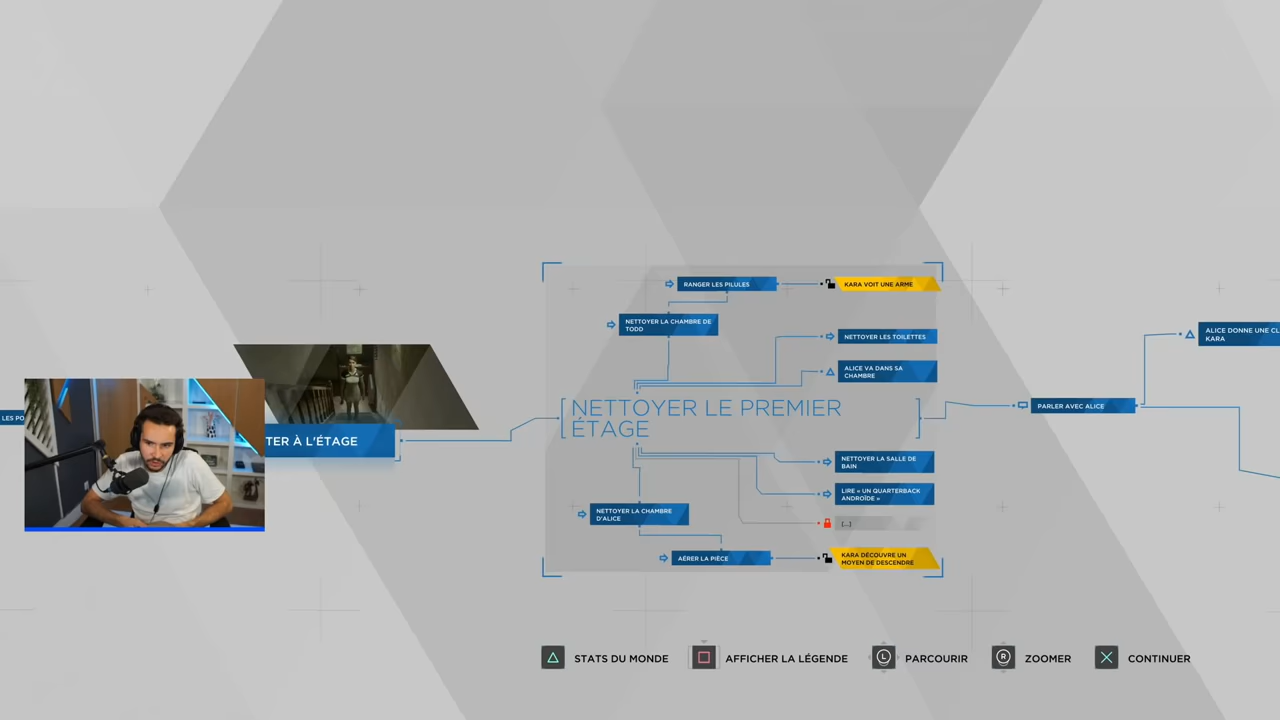 RANGER LES PILULES
KARA VOIT UNE ARME
NETTOYER LA CHAMBRE DE
TODD
NETTOYER LES TOILETTES
ALICE DONNE UNE CL
KARA
ALICE VA DANS SA
CHAMBRE
NETTOYER LE PREMIER
ÉTAGE
PARLER AVEC ALICE
LES PO
TER À L'ÉTAGE
NETTOYER LA SALLE DE
BAIN
LIRE « UN QUARTERBACK
ANDROÏDE »
NETTOYER LA CHAMBRE
D'ALICE
[...]
AÉRER LA PIÈCE
KARA DÉCOUVRE UN
MOYEN DE DESCENDRE
STATS DU MONDE
AFFICHER LA LÉGENDE
L
PARCOURIR
R
ZOOMER
CONTINUER